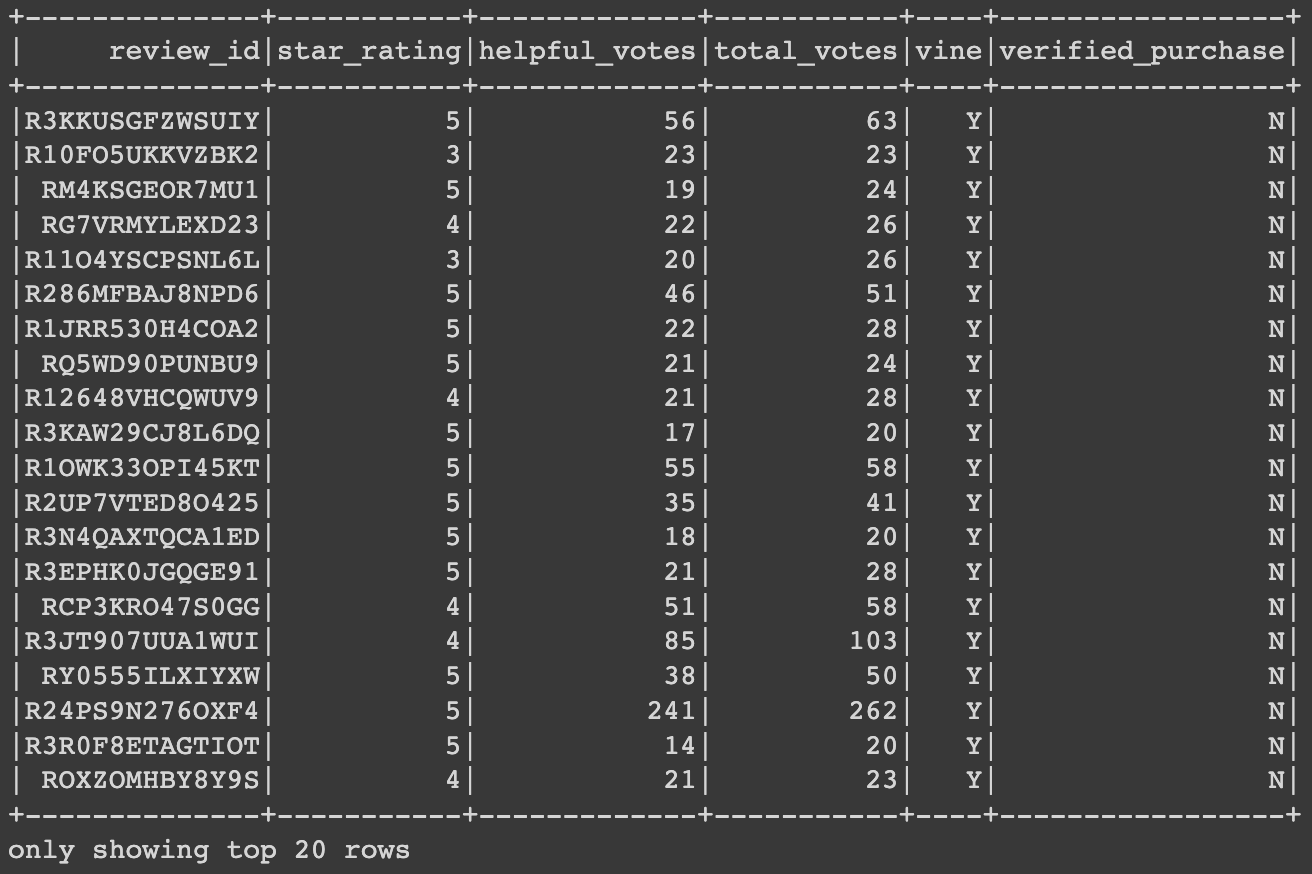 +--------------+-----------+-------------+-----------+----+-----------------+
|     review_id|star_rating|helpful_votes|total_votes|vine|verified_purchase|
+--------------+-----------+-------------+-----------+----+-----------------+
|R3KKUSGFZWSUIY|          5|           56|         63|   Y|                N|
|R10FO5UKKVZBK2|          3|           23|         23|   Y|                N|
| RM4KSGEOR7MU1|          5|           19|         24|   Y|                N|
| RG7VRMYLEXD23|          4|           22|         26|   Y|                N|
|R11O4YSCPSNL6L|          3|           20|         26|   Y|                N|
|R286MFBAJ8NPD6|          5|           46|         51|   Y|                N|
|R1JRR530H4COA2|          5|           22|         28|   Y|                N|
| RQ5WD90PUNBU9|          5|           21|         24|   Y|                N|
|R12648VHCQWUV9|          4|           21|         28|   Y|                N|
|R3KAW29CJ8L6DQ|          5|           17|         20|   Y|                N|
|R1OWK33OPI45KT|          5|           55|         58|   Y|                N|
|R2UP7VTED8O425|          5|           35|         41|   Y|                N|
|R3N4QAXTQCA1ED|          5|           18|         20|   Y|                N|
|R3EPHK0JGQGE91|          5|           21|         28|   Y|                N|
| RCP3KRO47S0GG|          4|           51|         58|   Y|                N|
|R3JT907UUA1WUI|          4|           85|        103|   Y|                N|
| RY0555ILXIYXW|          5|           38|         50|   Y|                N|
|R24PS9N276OXF4|          5|          241|        262|   Y|                N|
|R3R0F8ETAGTIOT|          5|           14|         20|   Y|                N|
| ROXZOMHBY8Y9S|          4|           21|         23|   Y|                N|
+--------------+-----------+-------------+-----------+----+-----------------+
only showing top 20 rows